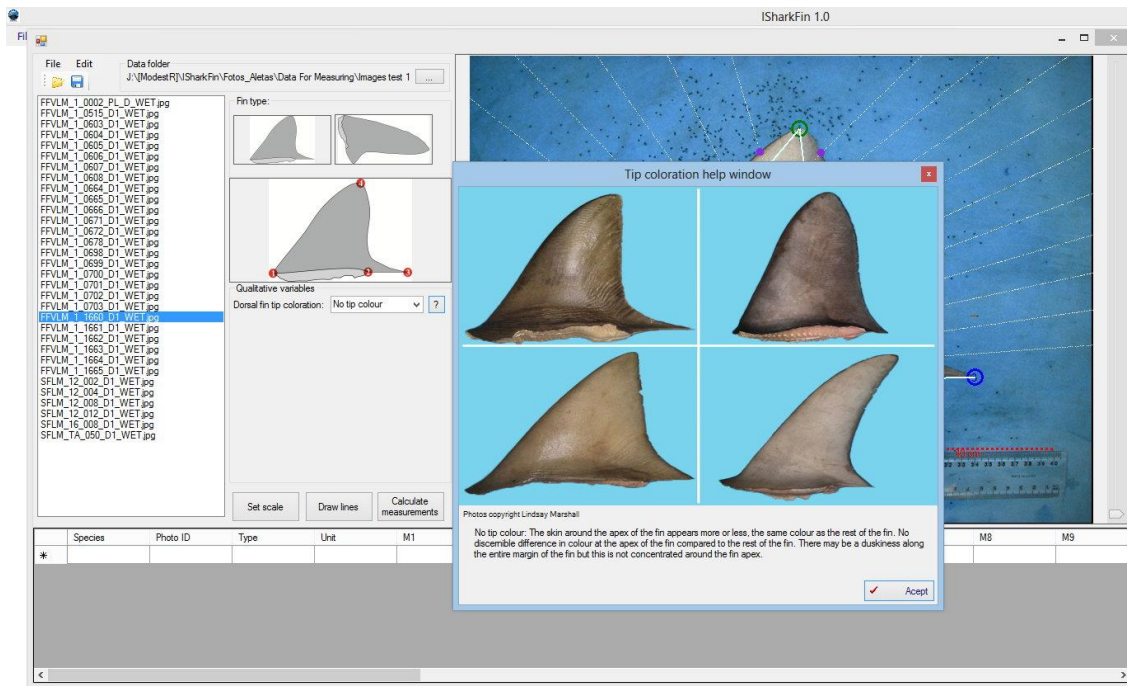 ISharkFin 1.0
Fil
File Edit
Data folder
J:\[ModestR]\ISharkFin\Fotos_Aletas\Data For Measuring\Images test 1 ...
FFVLM_1_0002_PL_D_WET.jpg
FFVLM_1_0515_D1_WET.jpg
FFVLM_1_0603_D1_WET.jpg
FFVLM_1_0604_D1_WET.jpg
FFVLM_1_0605_D1_WET.jpg
FFVLM_1_0606_D1_WET.jpg
FFVLM_1_0607_D1_WET.jpg
FFVLM_1_0608_D1_WET.jpg
FFVLM_1_0664_D1_WET.jpg
FFVLM_1_0665_D1_WET.jpg
FFVLM_1_0666_D1_WET.jpg
FFVLM_1_0671_D1_WET.jpg
FFVLM_1_0672_D1_WET.jpg
FFVLM_1_0678_D1_WET.jpg
FFVLM_1_0698_D1_WET.jpg
FFVLM_1_0699_D1_WET.jpg
FFVLM_1_0700_D1_WET.jpg
FFVLM_1_0701_D1_WET.jpg
FFVLM_1_0702_D1_WET.jpg
FFVLM_1_0703_D1_WET.jpg
FFVLM_1_1660_D1_WET.jpg
FFVLM_1_1661_D1_WET.jpg
FFVLM_1_1662_D1_WET.jpg
FFVLM_1_1663_D1_WET.jpg
FFVLM_1_1664_D1_WET.jpg
FFVLM_1_1665_D1_WET.jpg
SFLM_12_002_D1_WET.jpg
SFLM_12_004_D1_WET.jpg
SFLM_12_008_D1_WET.jpg
SFLM_12_012_D1_WET.jpg
SFLM_16_008_D1_WET.jpg
SFLM_TA_050_D1_WET.jpg
Fin type:
4
1 2 3
Qualitative variables
Dorsal fin tip coloration: No tip colour ?
Set scale
Draw lines
Calculate
measurements
Tip coloration help window
Photos copyright Lindsay Marshall
No tip colour: The skin around the apex of the fin appears more or less, the same colour as the rest of the fin. No
discernible difference in colour at the apex of the fin compared to the rest of the fin. There may be a duskiness along
the entire margin of the fin but this is not concentrated around the fin apex.
Acept
Species Photo ID Type Unit M1 M8 M9